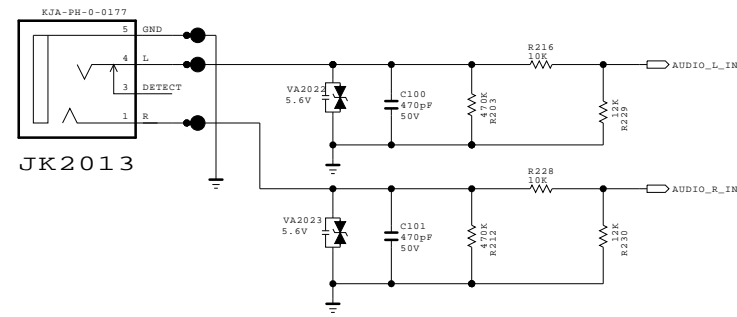 KJA-PH-0-0177
5 GND
4 L
3 DETECT
1 R
JK2013
VA2022
5.6V
C100
470pF
50V
470K
R203
R216
10K
12K
R229
AUDIO_L_IN
VA2023
5.6V
C101
470pF
50V
470K
R212
R228
10K
12K
R230
AUDIO_R_IN